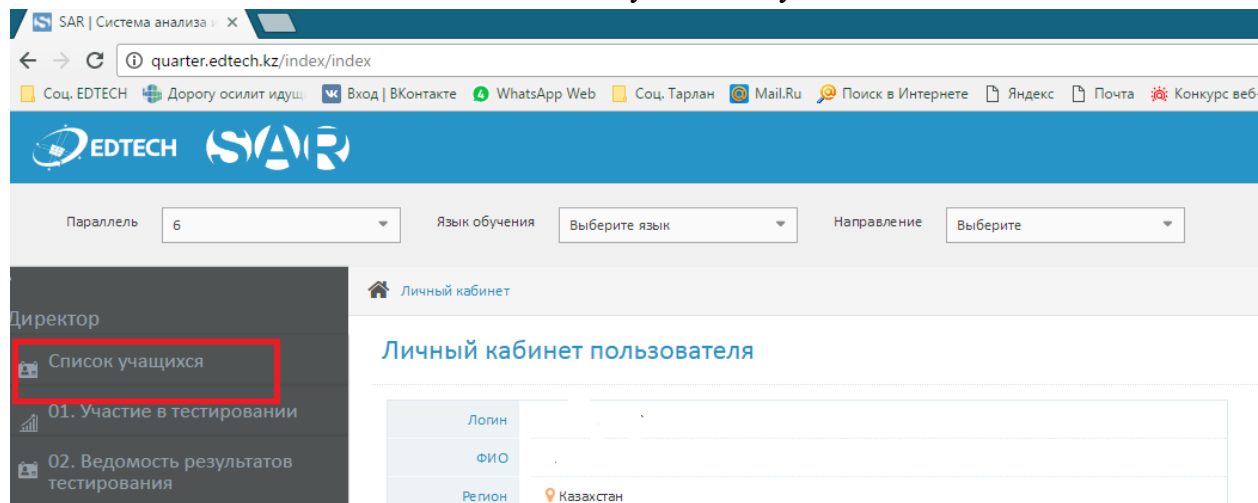 SAR | Система анализа и
quarter.edtech.kz/index/index
Соц. EDTECH Дорогу осилит идущ Вход | ВКонтакте WhatsApp Web Соц. Тарлан Mail.Ru Поиск в Интернете Яндекс Почта Конкурс веб-
EDTECH SAR
Параллель 6 Язык обучения Выберите язык Направление Выберите
Личный кабинет
Директор
Список учащихся
Личный кабинет пользователя
01. Участие в тестировании
Логин
02. Ведомость результатов
тестирования
ФИО
Регион Казахстан